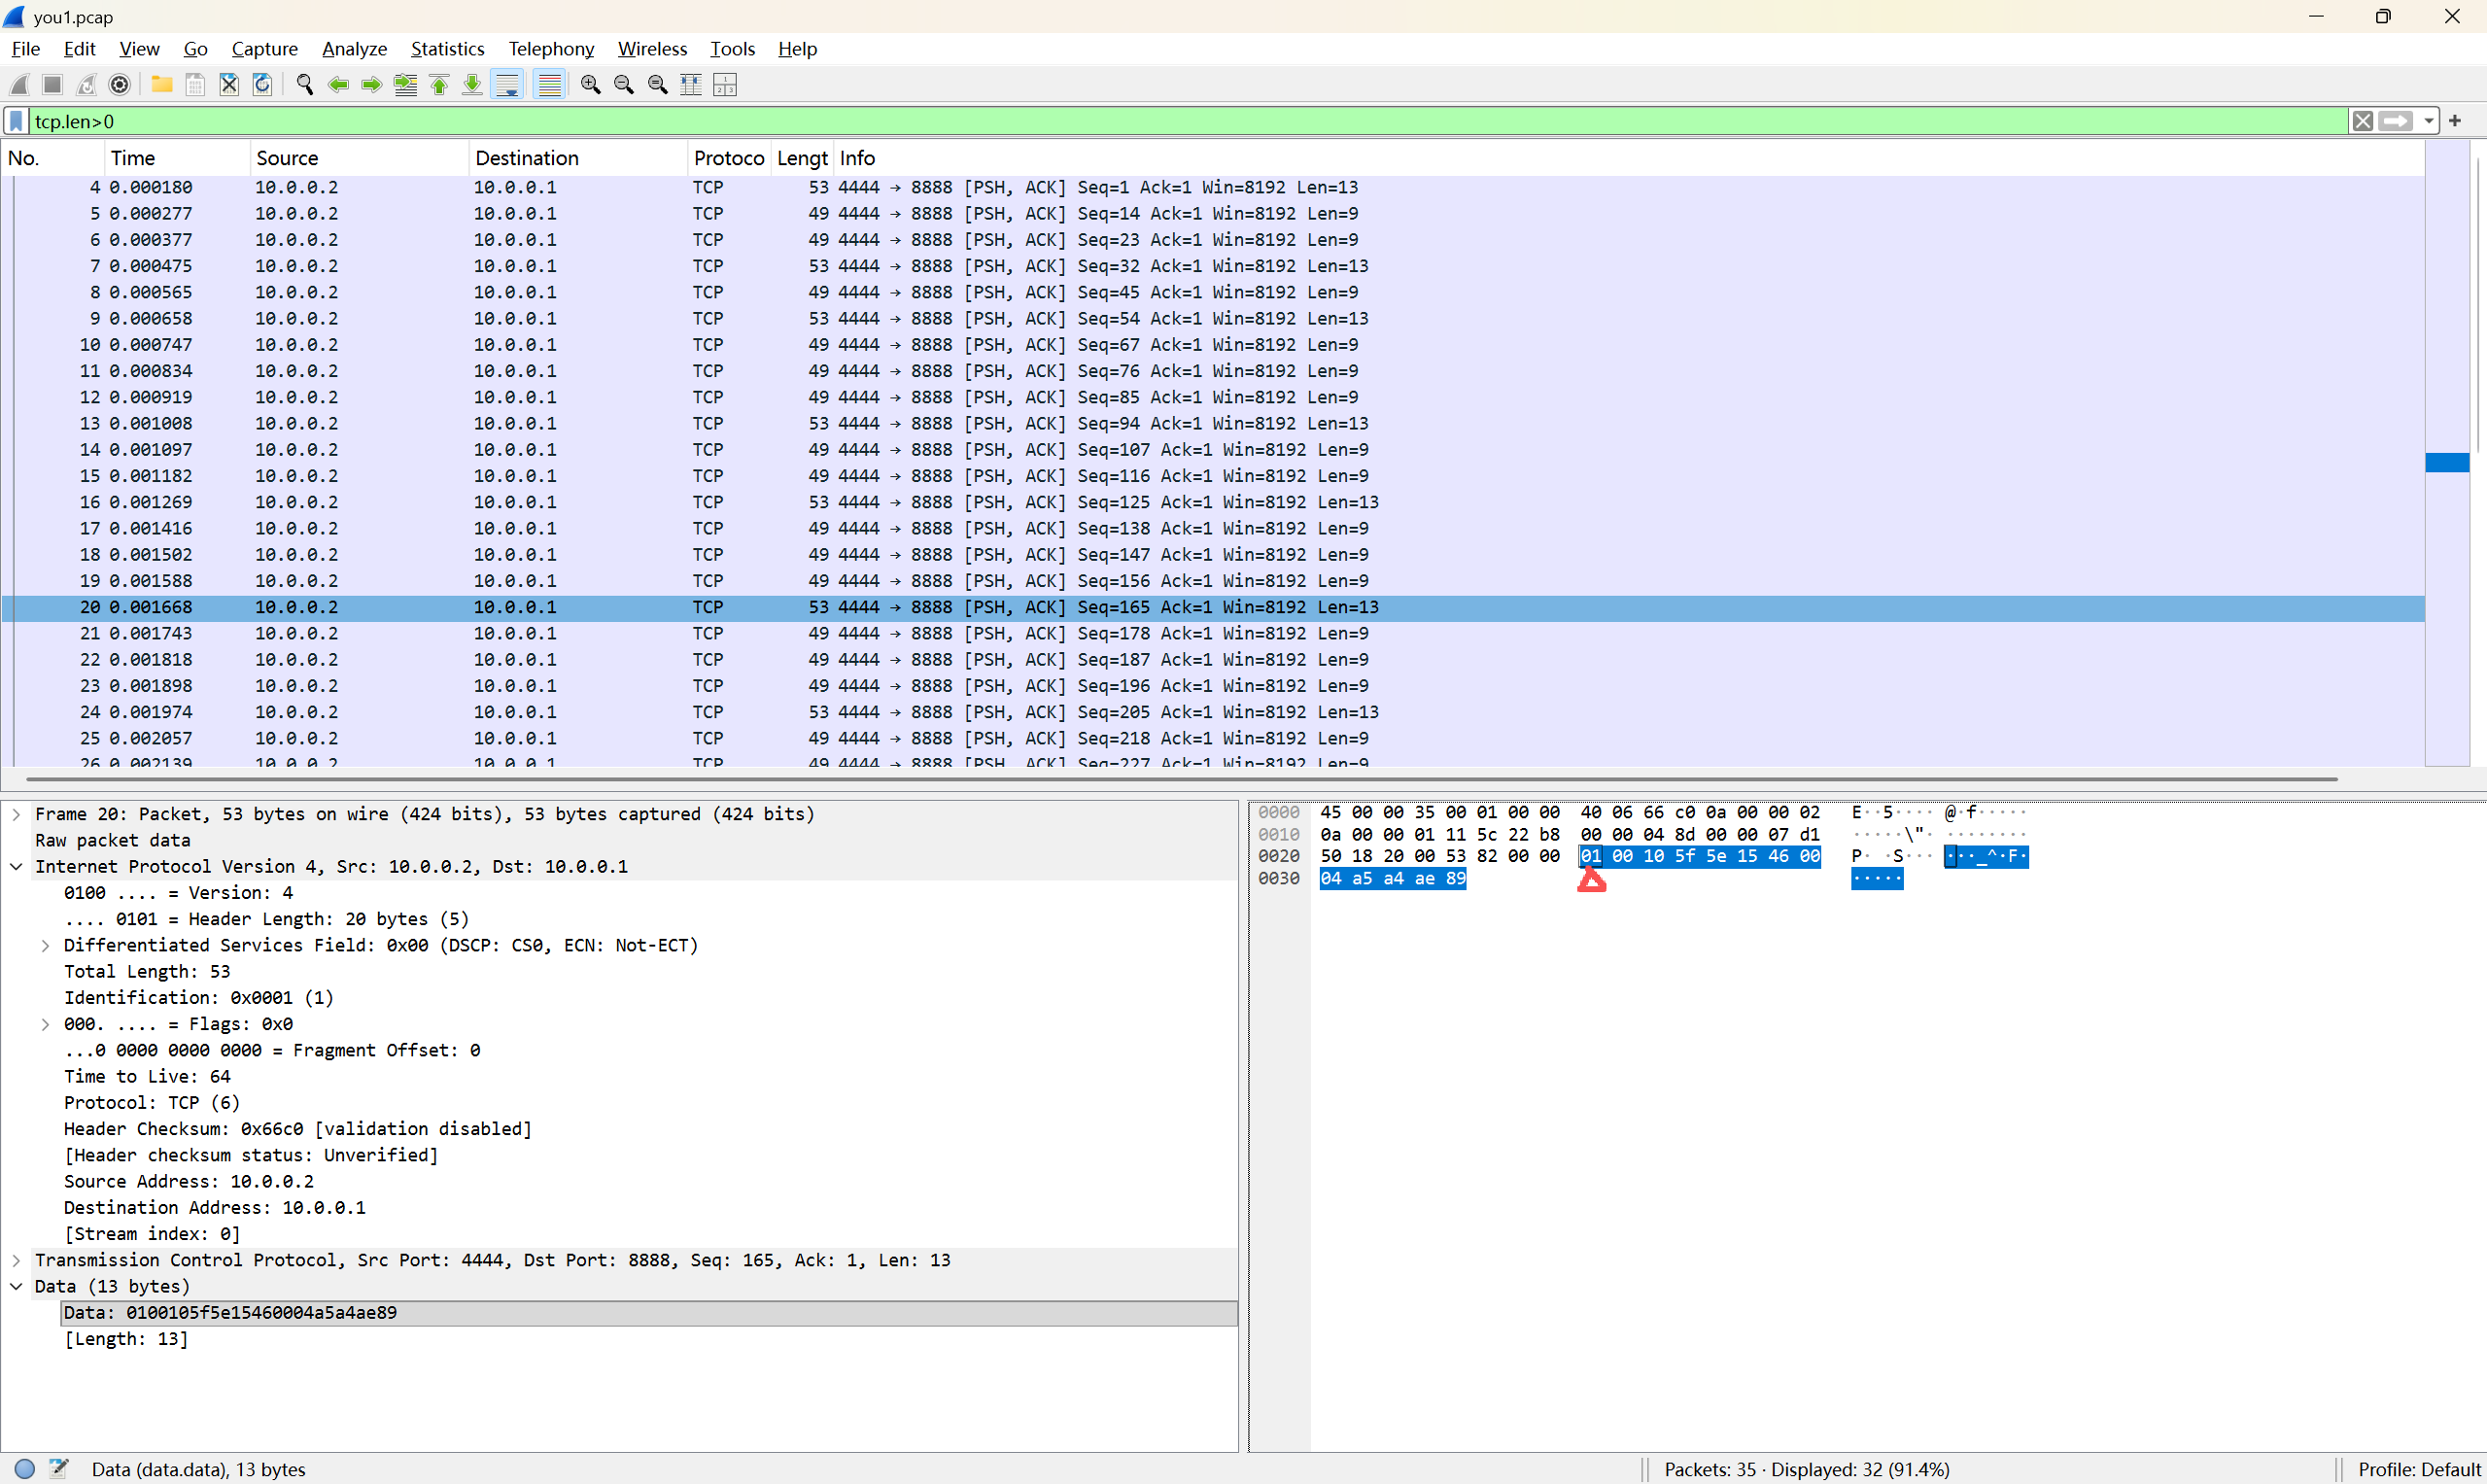 you1.pcap
File Edit View Go Capture Analyze Statistics Telephony Wireless Tools Help
tcp.len>0
No. Time Source Destination Protoco Lengt Info
4 0.000180 10.0.0.2 10.0.0.1 TCP 53 4444 → 8888 [PSH, ACK] Seq=1 Ack=1 Win=8192 Len=13
5 0.000277 10.0.0.2 10.0.0.1 TCP 49 4444 → 8888 [PSH, ACK] Seq=14 Ack=1 Win=8192 Len=9
6 0.000377 10.0.0.2 10.0.0.1 TCP 49 4444 → 8888 [PSH, ACK] Seq=23 Ack=1 Win=8192 Len=9
7 0.000475 10.0.0.2 10.0.0.1 TCP 53 4444 → 8888 [PSH, ACK] Seq=32 Ack=1 Win=8192 Len=13
8 0.000565 10.0.0.2 10.0.0.1 TCP 49 4444 → 8888 [PSH, ACK] Seq=45 Ack=1 Win=8192 Len=9
9 0.000658 10.0.0.2 10.0.0.1 TCP 53 4444 → 8888 [PSH, ACK] Seq=54 Ack=1 Win=8192 Len=13
10 0.000747 10.0.0.2 10.0.0.1 TCP 49 4444 → 8888 [PSH, ACK] Seq=67 Ack=1 Win=8192 Len=9
11 0.000834 10.0.0.2 10.0.0.1 TCP 49 4444 → 8888 [PSH, ACK] Seq=76 Ack=1 Win=8192 Len=9
12 0.000919 10.0.0.2 10.0.0.1 TCP 49 4444 → 8888 [PSH, ACK] Seq=85 Ack=1 Win=8192 Len=9
13 0.001008 10.0.0.2 10.0.0.1 TCP 53 4444 → 8888 [PSH, ACK] Seq=94 Ack=1 Win=8192 Len=13
14 0.001097 10.0.0.2 10.0.0.1 TCP 49 4444 → 8888 [PSH, ACK] Seq=107 Ack=1 Win=8192 Len=9
15 0.001182 10.0.0.2 10.0.0.1 TCP 49 4444 → 8888 [PSH, ACK] Seq=116 Ack=1 Win=8192 Len=9
16 0.001269 10.0.0.2 10.0.0.1 TCP 53 4444 → 8888 [PSH, ACK] Seq=125 Ack=1 Win=8192 Len=13
17 0.001416 10.0.0.2 10.0.0.1 TCP 49 4444 → 8888 [PSH, ACK] Seq=138 Ack=1 Win=8192 Len=9
18 0.001502 10.0.0.2 10.0.0.1 TCP 49 4444 → 8888 [PSH, ACK] Seq=147 Ack=1 Win=8192 Len=9
19 0.001588 10.0.0.2 10.0.0.1 TCP 49 4444 → 8888 [PSH, ACK] Seq=156 Ack=1 Win=8192 Len=9
20 0.001668 10.0.0.2 10.0.0.1 TCP 53 4444 → 8888 [PSH, ACK] Seq=165 Ack=1 Win=8192 Len=13
21 0.001743 10.0.0.2 10.0.0.1 TCP 49 4444 → 8888 [PSH, ACK] Seq=178 Ack=1 Win=8192 Len=9
22 0.001818 10.0.0.2 10.0.0.1 TCP 49 4444 → 8888 [PSH, ACK] Seq=187 Ack=1 Win=8192 Len=9
23 0.001898 10.0.0.2 10.0.0.1 TCP 49 4444 → 8888 [PSH, ACK] Seq=196 Ack=1 Win=8192 Len=9
24 0.001974 10.0.0.2 10.0.0.1 TCP 53 4444 → 8888 [PSH, ACK] Seq=205 Ack=1 Win=8192 Len=13
25 0.002057 10.0.0.2 10.0.0.1 TCP 49 4444 → 8888 [PSH, ACK] Seq=218 Ack=1 Win=8192 Len=9
26 0.002139 10.0.0.2 10.0.0.1 TCP 49 4444 → 8888 [PSH, ACK] Seq=227 Ack=1 Win=8192 Len=9
Frame 20: Packet, 53 bytes on wire (424 bits), 53 bytes captured (424 bits)
Raw packet data
Internet Protocol Version 4, Src: 10.0.0.2, Dst: 10.0.0.1
0100 .... = Version: 4
.... 0101 = Header Length: 20 bytes (5)
Differentiated Services Field: 0x00 (DSCP: CS0, ECN: Not-ECT)
Total Length: 53
Identification: 0x0001 (1)
000. .... = Flags: 0x0
...0 0000 0000 0000 = Fragment Offset: 0
Time to Live: 64
Protocol: TCP (6)
Header Checksum: 0x66c0 [validation disabled]
[Header checksum status: Unverified]
Source Address: 10.0.0.2
Destination Address: 10.0.0.1
[Stream index: 0]
Transmission Control Protocol, Src Port: 4444, Dst Port: 8888, Seq: 165, Ack: 1, Len: 13
Data (13 bytes)
Data: 0100105f5e15460004a5a4ae89
[Length: 13]
0000 45 00 00 35 00 01 00 00 40 06 66 c0 0a 00 00 02 E··5···· @·f·····
0010 0a 00 00 01 11 5c 22 b8 00 00 04 8d 00 00 07 d1 ·····\"· ········
0020 50 18 20 00 53 82 00 00 01 00 10 5f 5e 15 46 00 P· ·S··· ···_^·F·
0030 04 a5 a4 ae 89 ·····
Data (data.data), 13 bytes
Packets: 35 · Displayed: 32 (91.4%)
Profile: Default